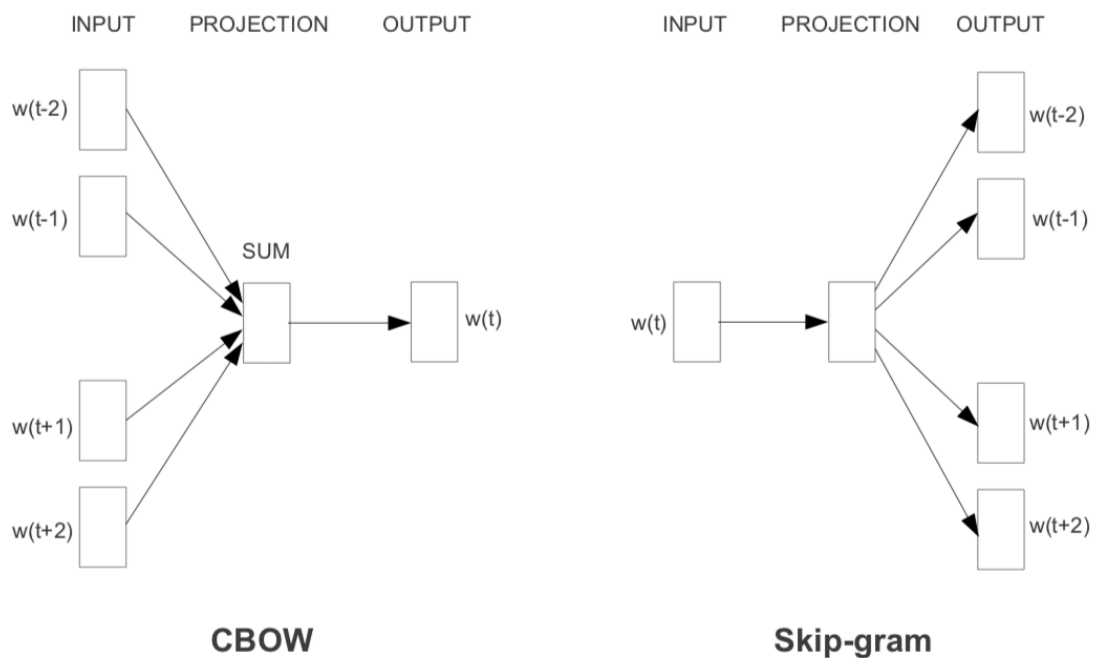 INPUT PROJECTION OUTPUT
w(t-2)
w(t-1)
SUM
w(t)
w(t+1)
w(t+2)
CBOW
INPUT PROJECTION OUTPUT
w(t-2)
w(t-1)
w(t)
w(t+1)
w(t+2)
Skip-gram